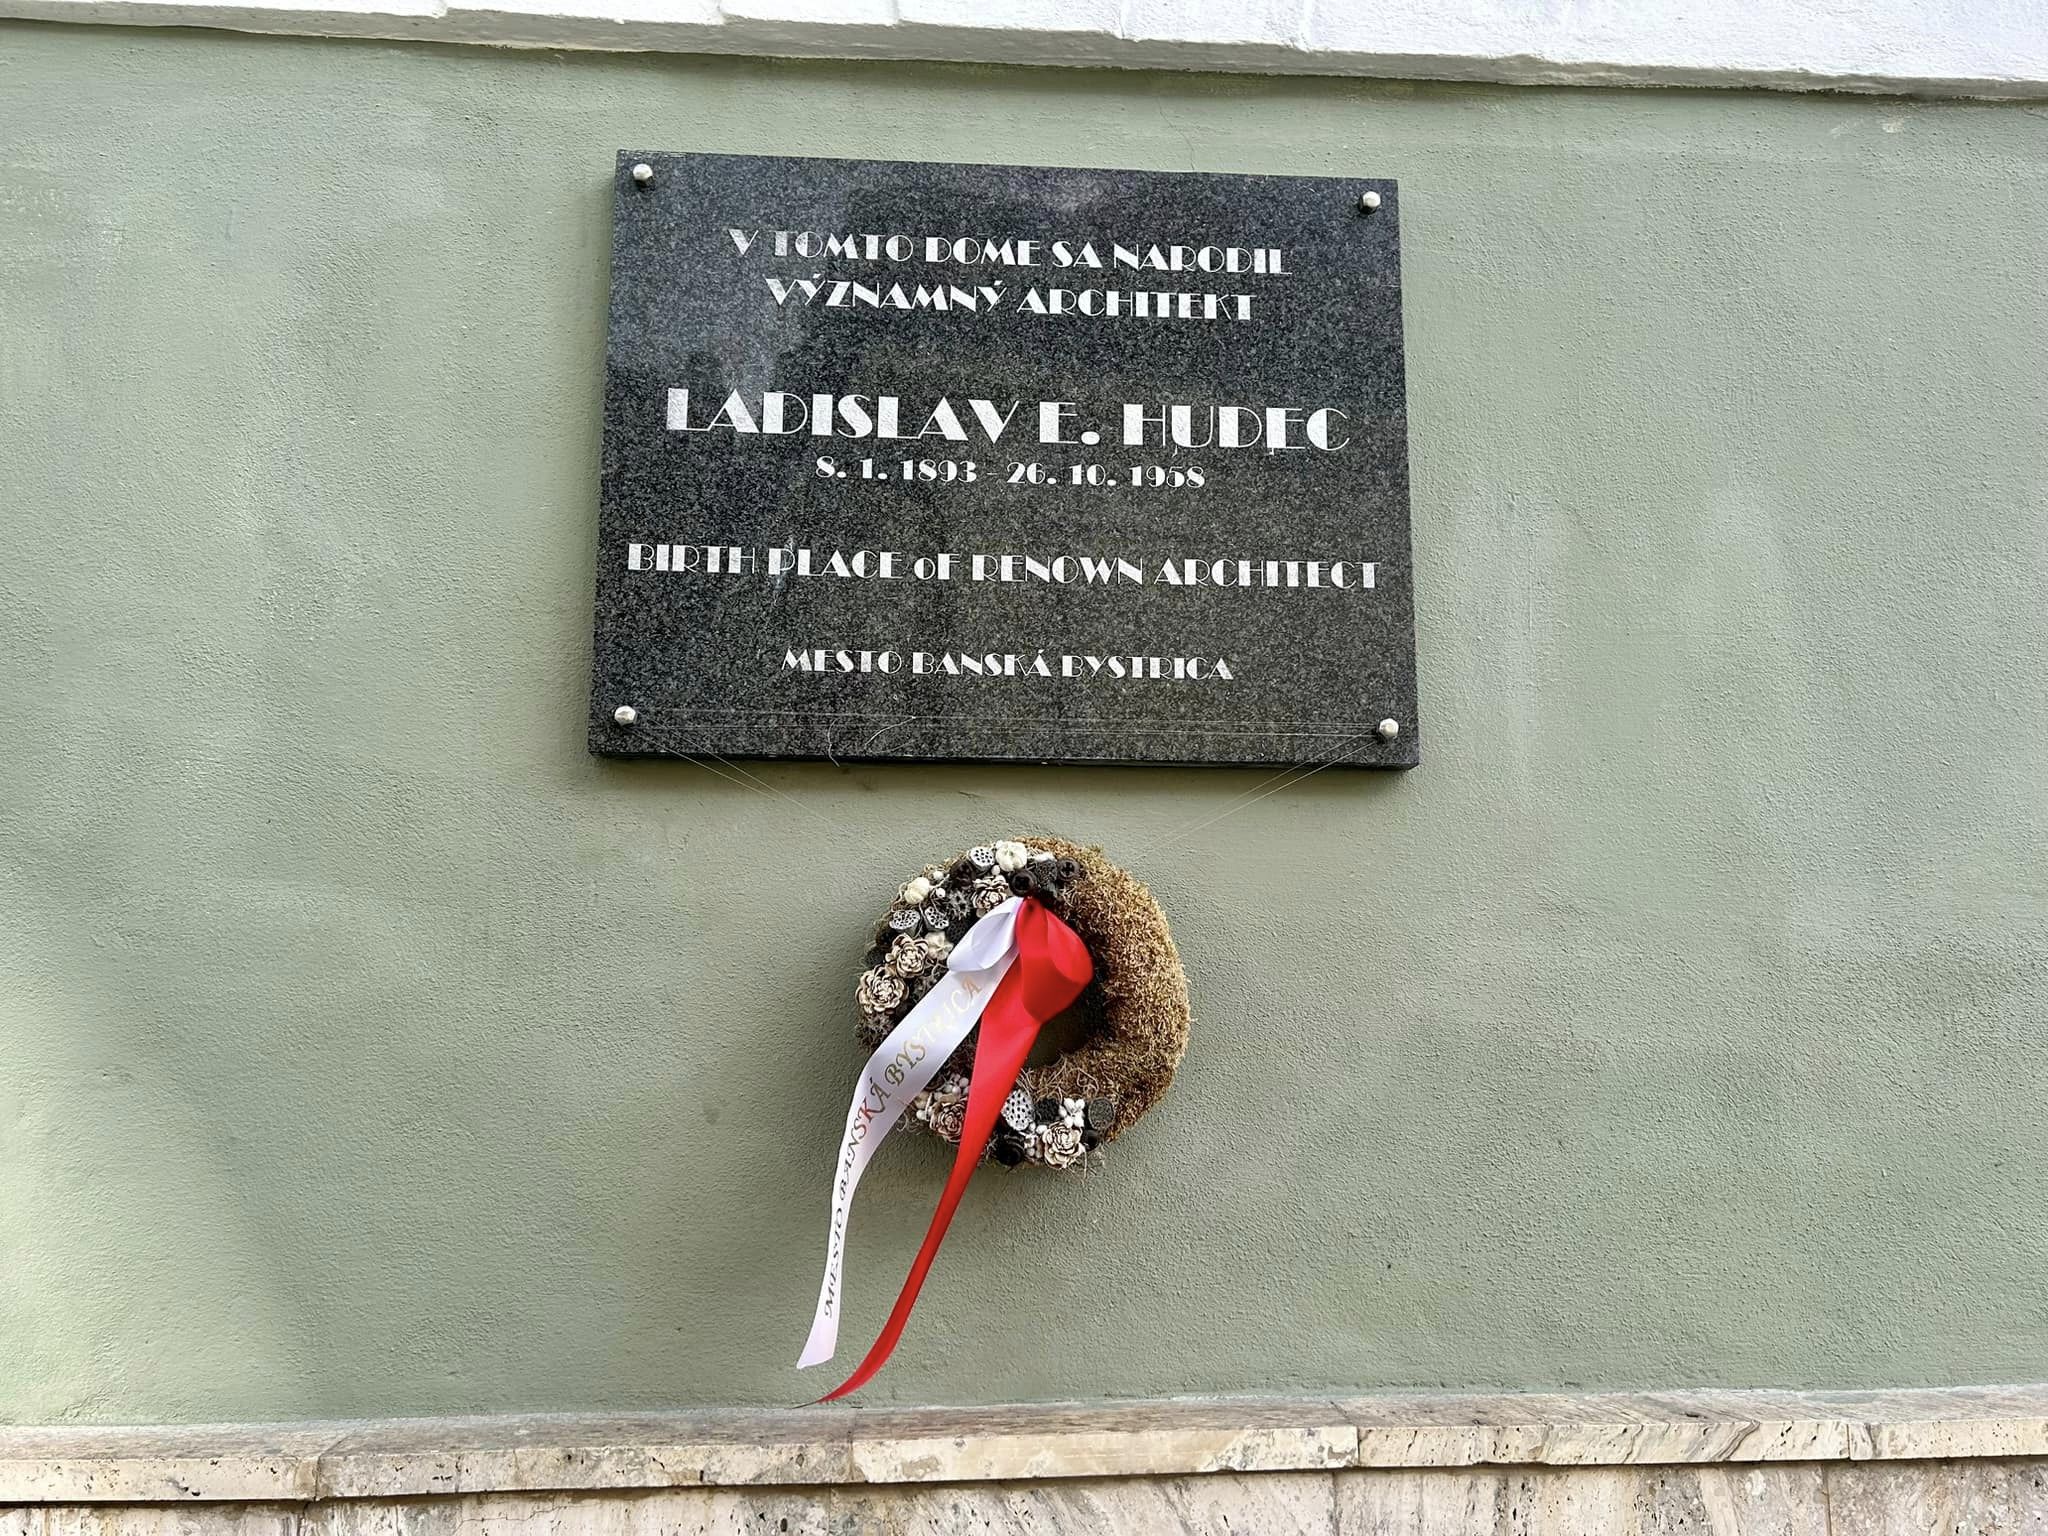 V TOMTO DOME SA NARODIL
VÝZNAMNÝ ARCHITEKT
LADISLAV E. HUDEC
8. 1. 1893 - 26. 10. 1958
BIRTH PLACE oF RENOWN ARCHITECT
MESTO BANSKÁ BYSTRICA
MESTO BANSKÁ BYSTRICA